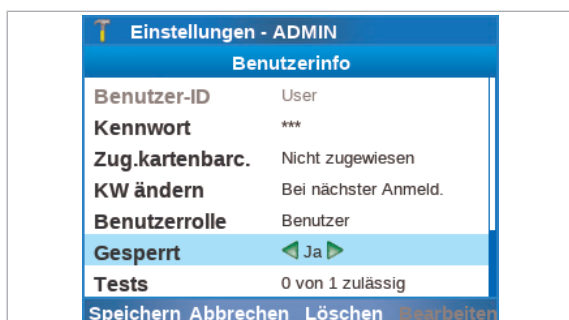 Einstellungen - ADMIN
Benutzerinfo
Benutzer-ID User
Kennwort ***
Zug.kartenbarc. Nicht zugewiesen
KW ändern Bei nächster Anmeld.
Benutzerrolle Benutzer
Gesperrt Ja
Tests 0 von 1 zulässig
Speichern Abbrechen Löschen Bearbeiten